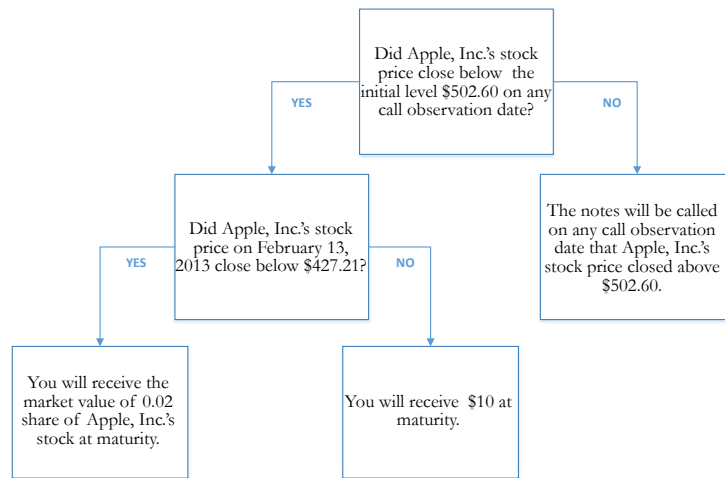 Did Apple, Inc.'s stock
price close below the
initial level $502.60 on any
call observation date?
YES
NO
Did Apple, Inc.'s stock
price on February 13,
2013 close below $427.21?
The notes will be called
on any call observation
date that Apple, Inc.'s
stock price closed above
$502.60.
YES
NO
You will receive the
market value of 0.02
share of Apple, Inc.'s
stock at maturity.
You will receive $10 at
maturity.